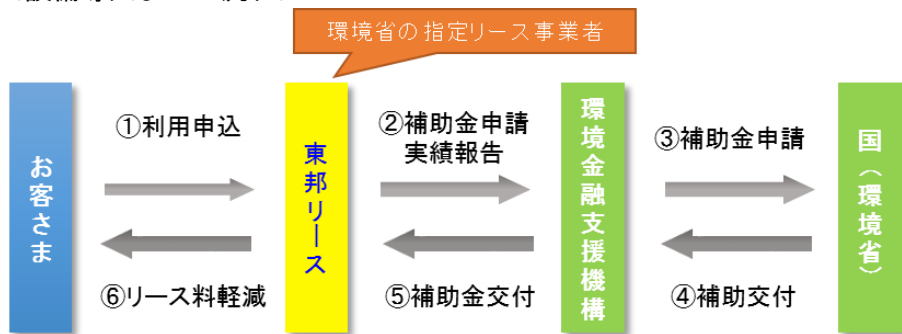 環境省の指定リース事業者
お客さま
①利用申込
⑥リース料軽減
東邦リース
②補助金申請
実績報告
⑤補助金交付
環境金融支援機構
③補助金申請
④補助交付
国（環境省）